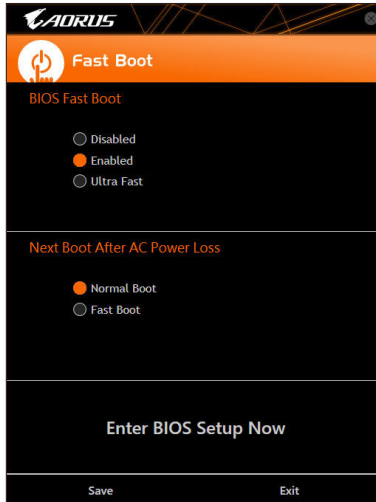 AORUS
Fast Boot
BIOS Fast Boot
Disabled
Enabled
Ultra Fast
Next Boot After AC Power Loss
Normal Boot
Fast Boot
Enter BIOS Setup Now
Save Exit